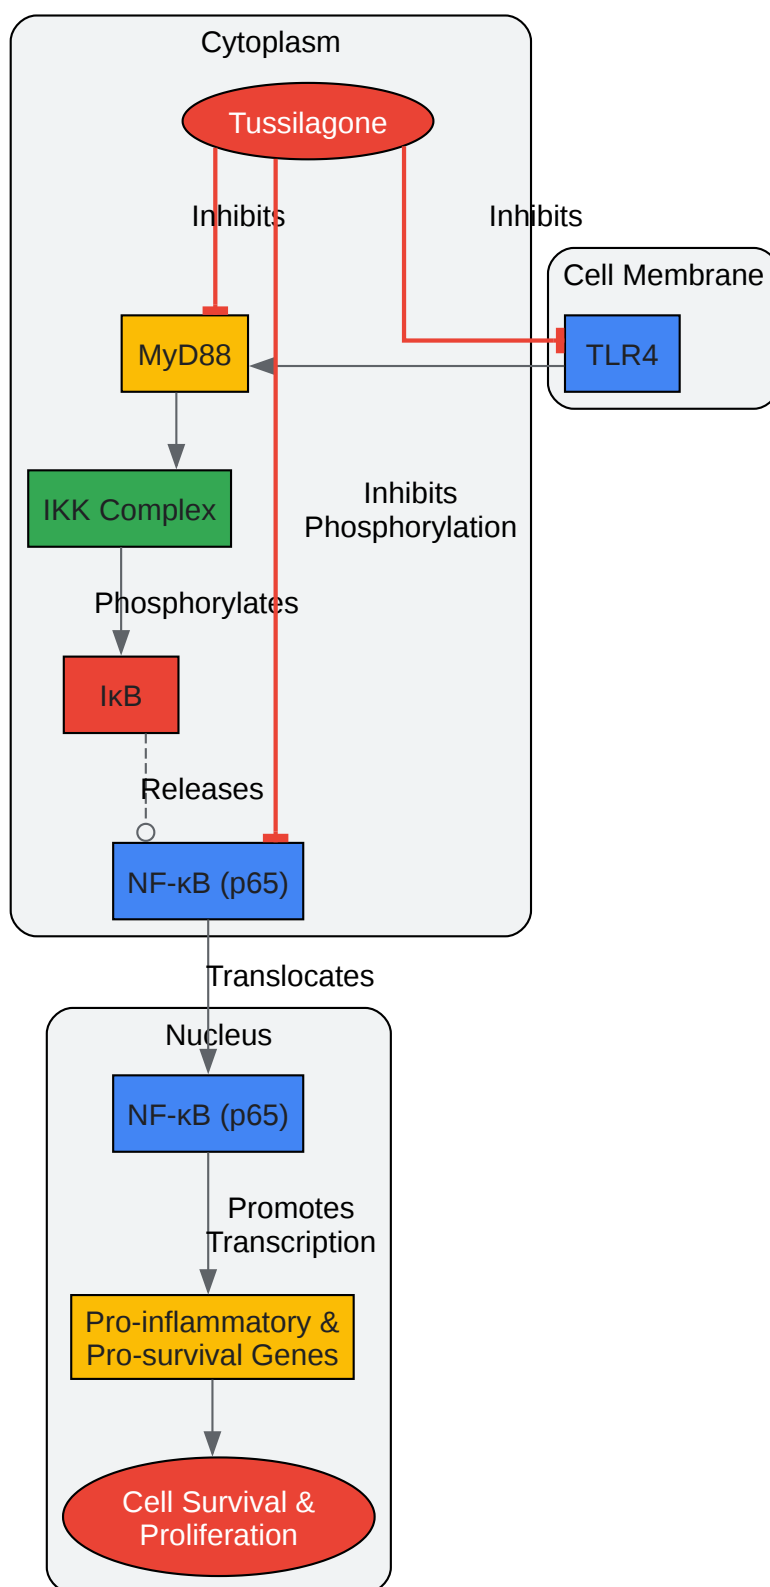 Cytoplasm
Tussilagone
Inhibits
Inhibits
Cell Membrane
MyD88
TLR4
IKK Complex
Inhibits
Phosphorylation
Phosphorylates
IκB
Releases
NF-κB (p65)
Translocates
Nucleus
NF-κB (p65)
Promotes
Transcription
Pro-inflammatory &
Pro-survival Genes
Cell Survival &
Proliferation